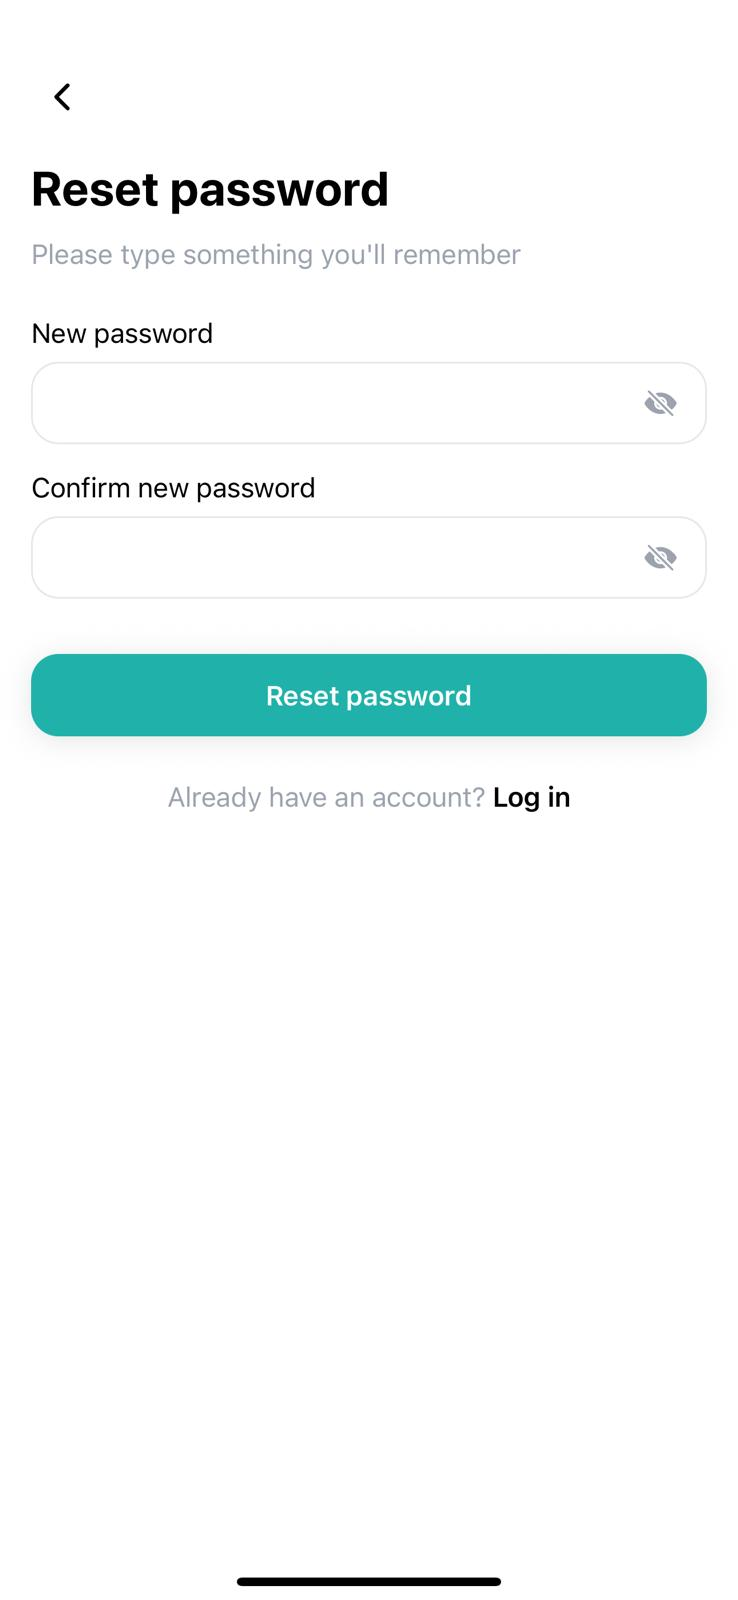 Reset password
Please type something you'll remember
New password
Confirm new password
Reset password
Already have an account? Log in